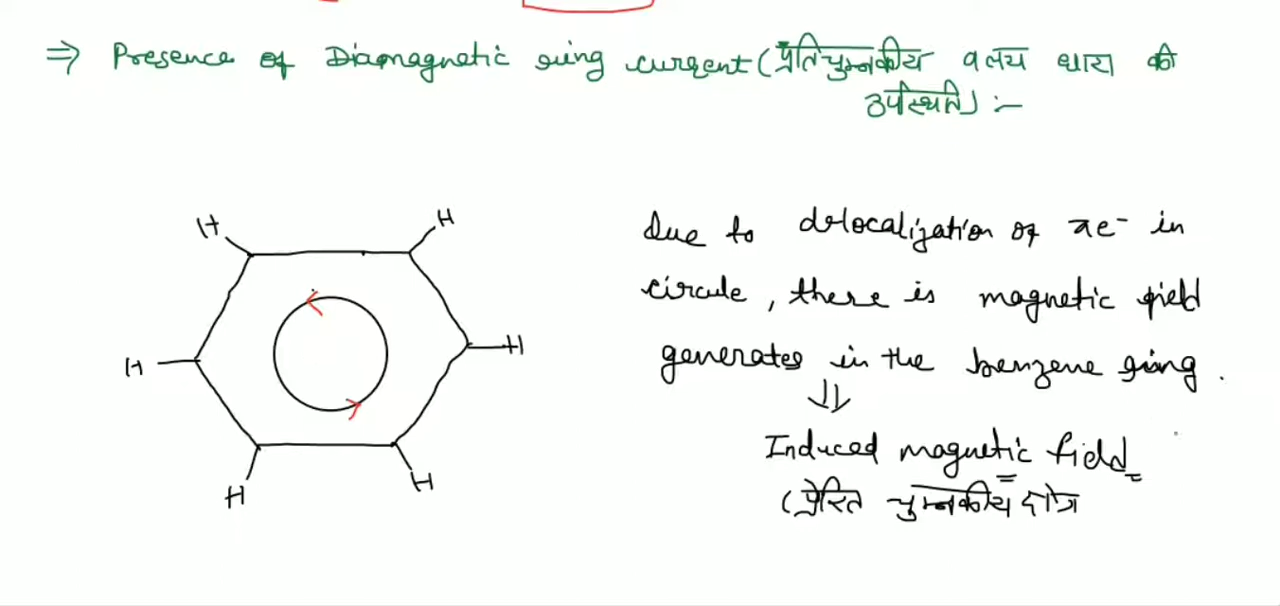 ⇒ Presence of Diamagnetic ring current (प्रतिचुम्बकीय वलय धारा की
उपस्थिति) :-
H
H
H
H
H
H
due to delocalization of πe⁻ in
circule, there is magnetic field
generates in the benzene ring.
⇓
Induced magnetic field
(प्रेरित चुम्बकीय क्षेत्र